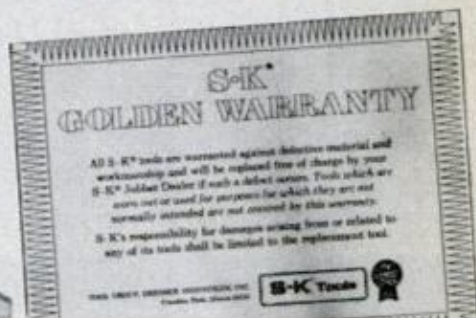 S-K®
GOLDEN WARRANTY
All S-K® tools are warranted against defective material and
workmanship and will be replaced free of charge by your
S-K® Jobber Dealer if such a defect occurs. Tools which are
worn out or used for purposes for which they are not
normally intended are not covered by this warranty.
S-K's responsibility for damages arising from or related to
any of its tools shall be limited to the replacement tool.
S-K Tools